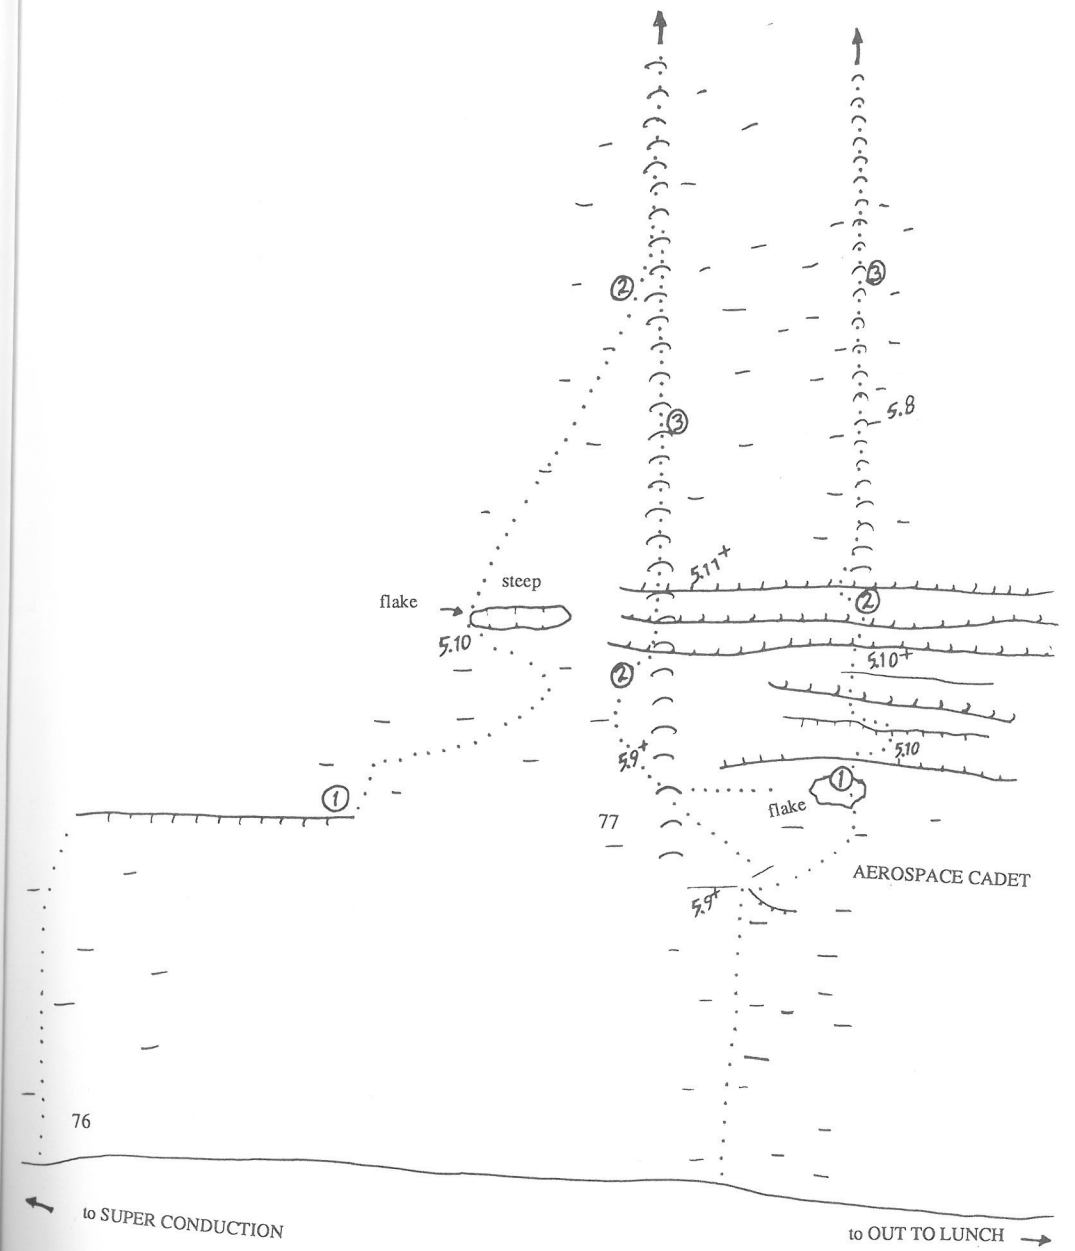 2
3
3
5.8
5.11+
steep
flake
5.10
2
2
5.10+
5.9+
5.10
1
1
flake
77
AEROSPACE CADET
5.9+
76
to SUPER CONDUCTION
to OUT TO LUNCH